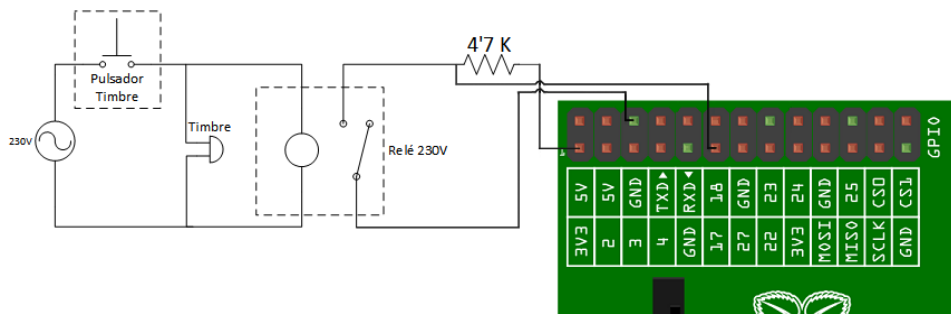 4'7 K
Pulsador
Timbre
230V
Timbre
Relé 230V
GPIO
5V 5V GND TXD RXD 18 GND 23 24 GND 25 CS0 CS1
3V3 2 3 4 GND 17 27 22 3V3 MOSI MISO SCLK GND